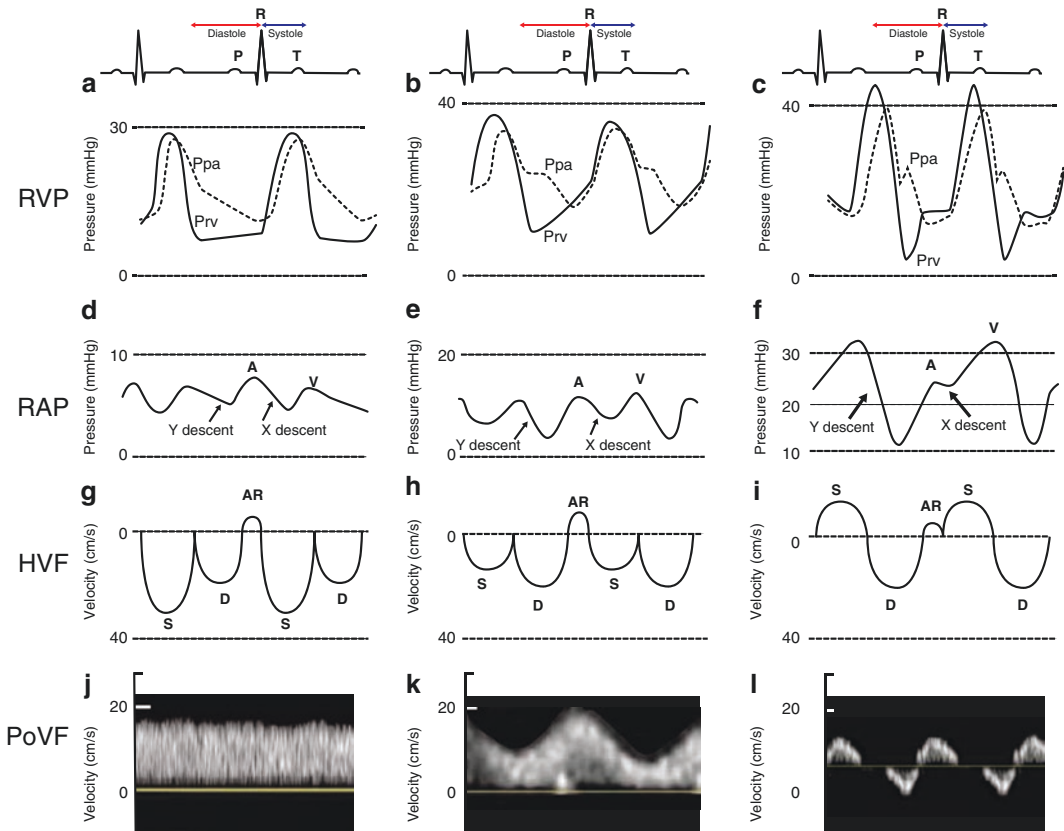 R
Diastole Systole
P T
R
Diastole Systole
P T
R
Diastole Systole
P T
RVP
a
Pressure (mmHg)
30
Ppa
Prv
0
b
Pressure (mmHg)
40
Ppa
Prv
0
c
Pressure (mmHg)
40
Ppa
Prv
0
RAP
d
Pressure (mmHg)
10
A
V
Y descent X descent
0
e
Pressure (mmHg)
20
A V
Y descent X descent
0
f
Pressure (mmHg)
V
30
A
20
Y descent X descent
10
HVF
g
Velocity (cm/s)
AR
0
D D
S S
40
h
Velocity (cm/s)
AR
0
S S
D D
40
i
Velocity (cm/s)
S AR S
0
D D
40
PoVF
j
Velocity (cm/s)
20
0
k
Velocity (cm/s)
20
0
l
Velocity (cm/s)
20
0